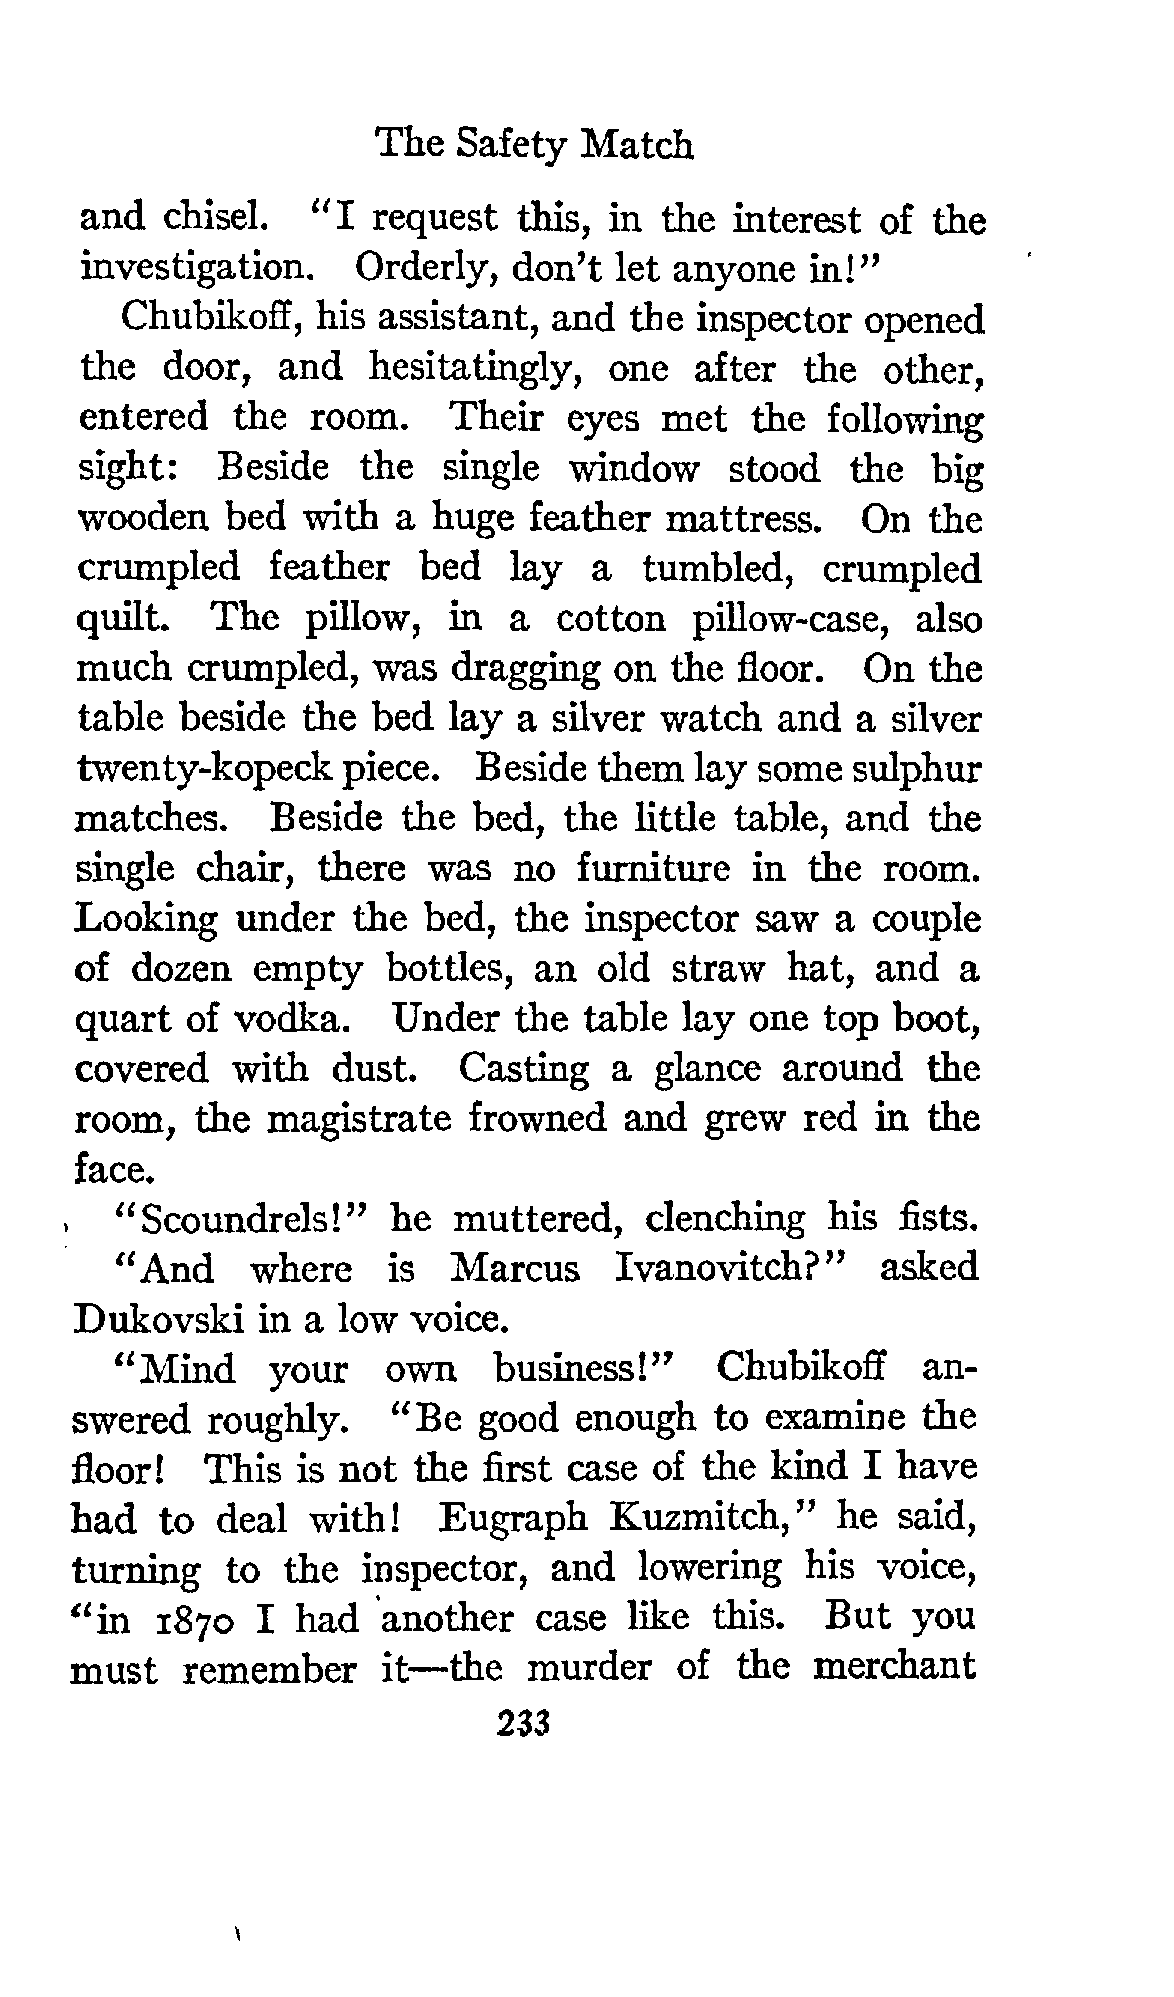 The Safety Match
and chisel. "I request this, in the interest of the
investigation. Orderly, don't let anyone in!"
Chubikoff, his assistant, and the inspector opened
the door, and hesitatingly, one after the other,
entered the room. Their eyes met the following
sight: Beside the single window stood the big
wooden bed with a huge feather mattress. On the
crumpled feather bed lay a tumbled, crumpled
quilt. The pillow, in a cotton pillow-case, also
much crumpled, was dragging on the floor. On the
table beside the bed lay a silver watch and a silver
twenty-kopeck piece. Beside them lay some sulphur
matches. Beside the bed, the little table, and the
single chair, there was no furniture in the room.
Looking under the bed, the inspector saw a couple
of dozen empty bottles, an old straw hat, and a
quart of vodka. Under the table lay one top boot,
covered with dust. Casting a glance around the
room, the magistrate frowned and grew red in the
face.
"Scoundrels!" he muttered, clenching his fists.
"And where is Marcus Ivanovitch?" asked
Dukovski in a low voice.
"Mind your own business!" Chubikoff an-
swered roughly. "Be good enough to examine the
floor! This is not the first case of the kind I have
had to deal with! Eugraph Kuzmitch," he said,
turning to the inspector, and lowering his voice,
"in 1870 I had another case like this. But you
must remember it—the murder of the merchant
233